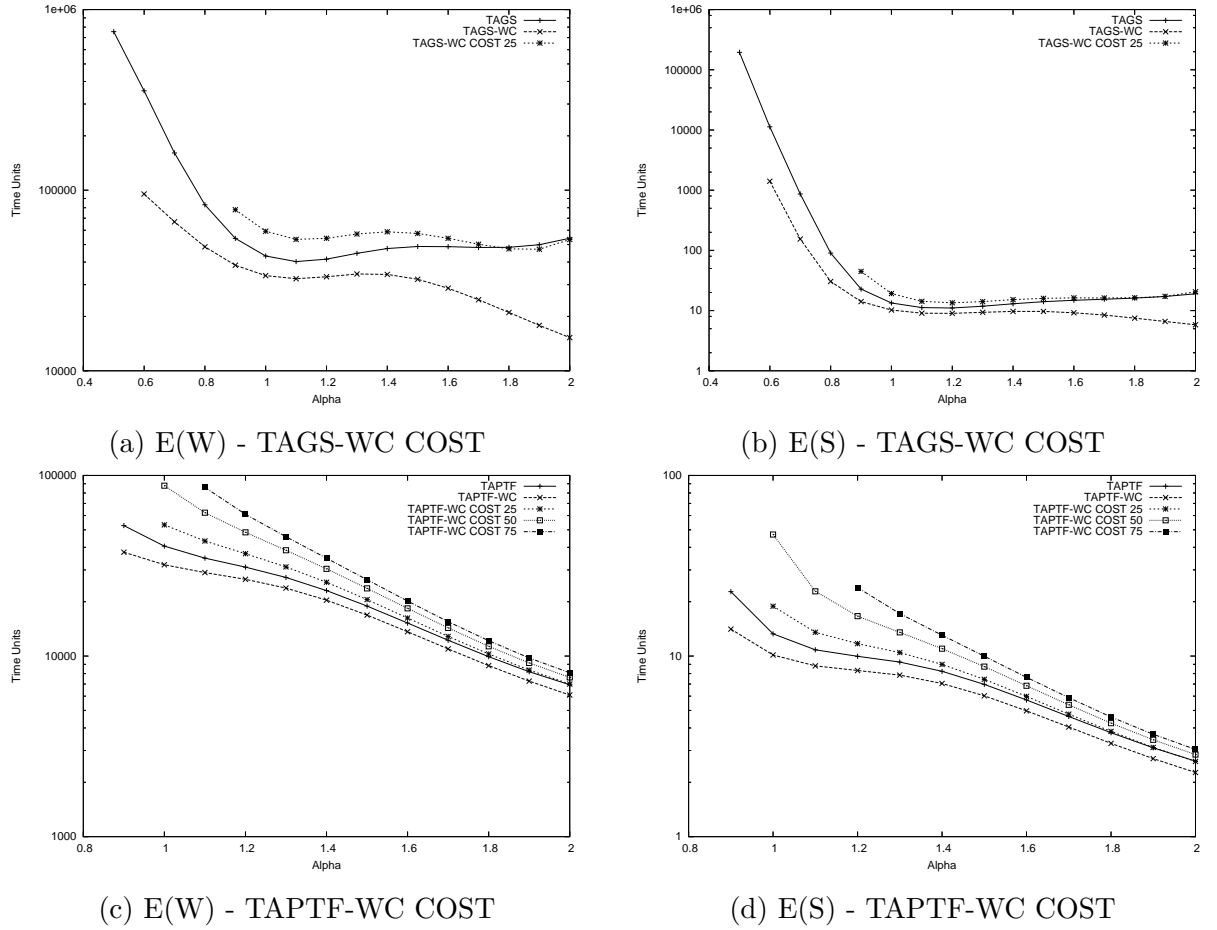 1e+06
100000
10000
Time Units
0.4 0.6 0.8 1 1.2 1.4 1.6 1.8 2
Alpha
TAGS
TAGS-WC
TAGS-WC COST 25
(a) E(W) - TAGS-WC COST
1e+06
100000
10000
1000
100
10
1
Time Units
0.4 0.6 0.8 1 1.2 1.4 1.6 1.8 2
Alpha
TAGS
TAGS-WC
TAGS-WC COST 25
(b) E(S) - TAGS-WC COST
100000
10000
1000
Time Units
0.8 1 1.2 1.4 1.6 1.8 2
Alpha
TAPTF
TAPTF-WC
TAPTF-WC COST 25
TAPTF-WC COST 50
TAPTF-WC COST 75
(c) E(W) - TAPTF-WC COST
100
10
1
Time Units
0.8 1 1.2 1.4 1.6 1.8 2
Alpha
TAPTF
TAPTF-WC
TAPTF-WC COST 25
TAPTF-WC COST 50
TAPTF-WC COST 75
(d) E(S) - TAPTF-WC COST